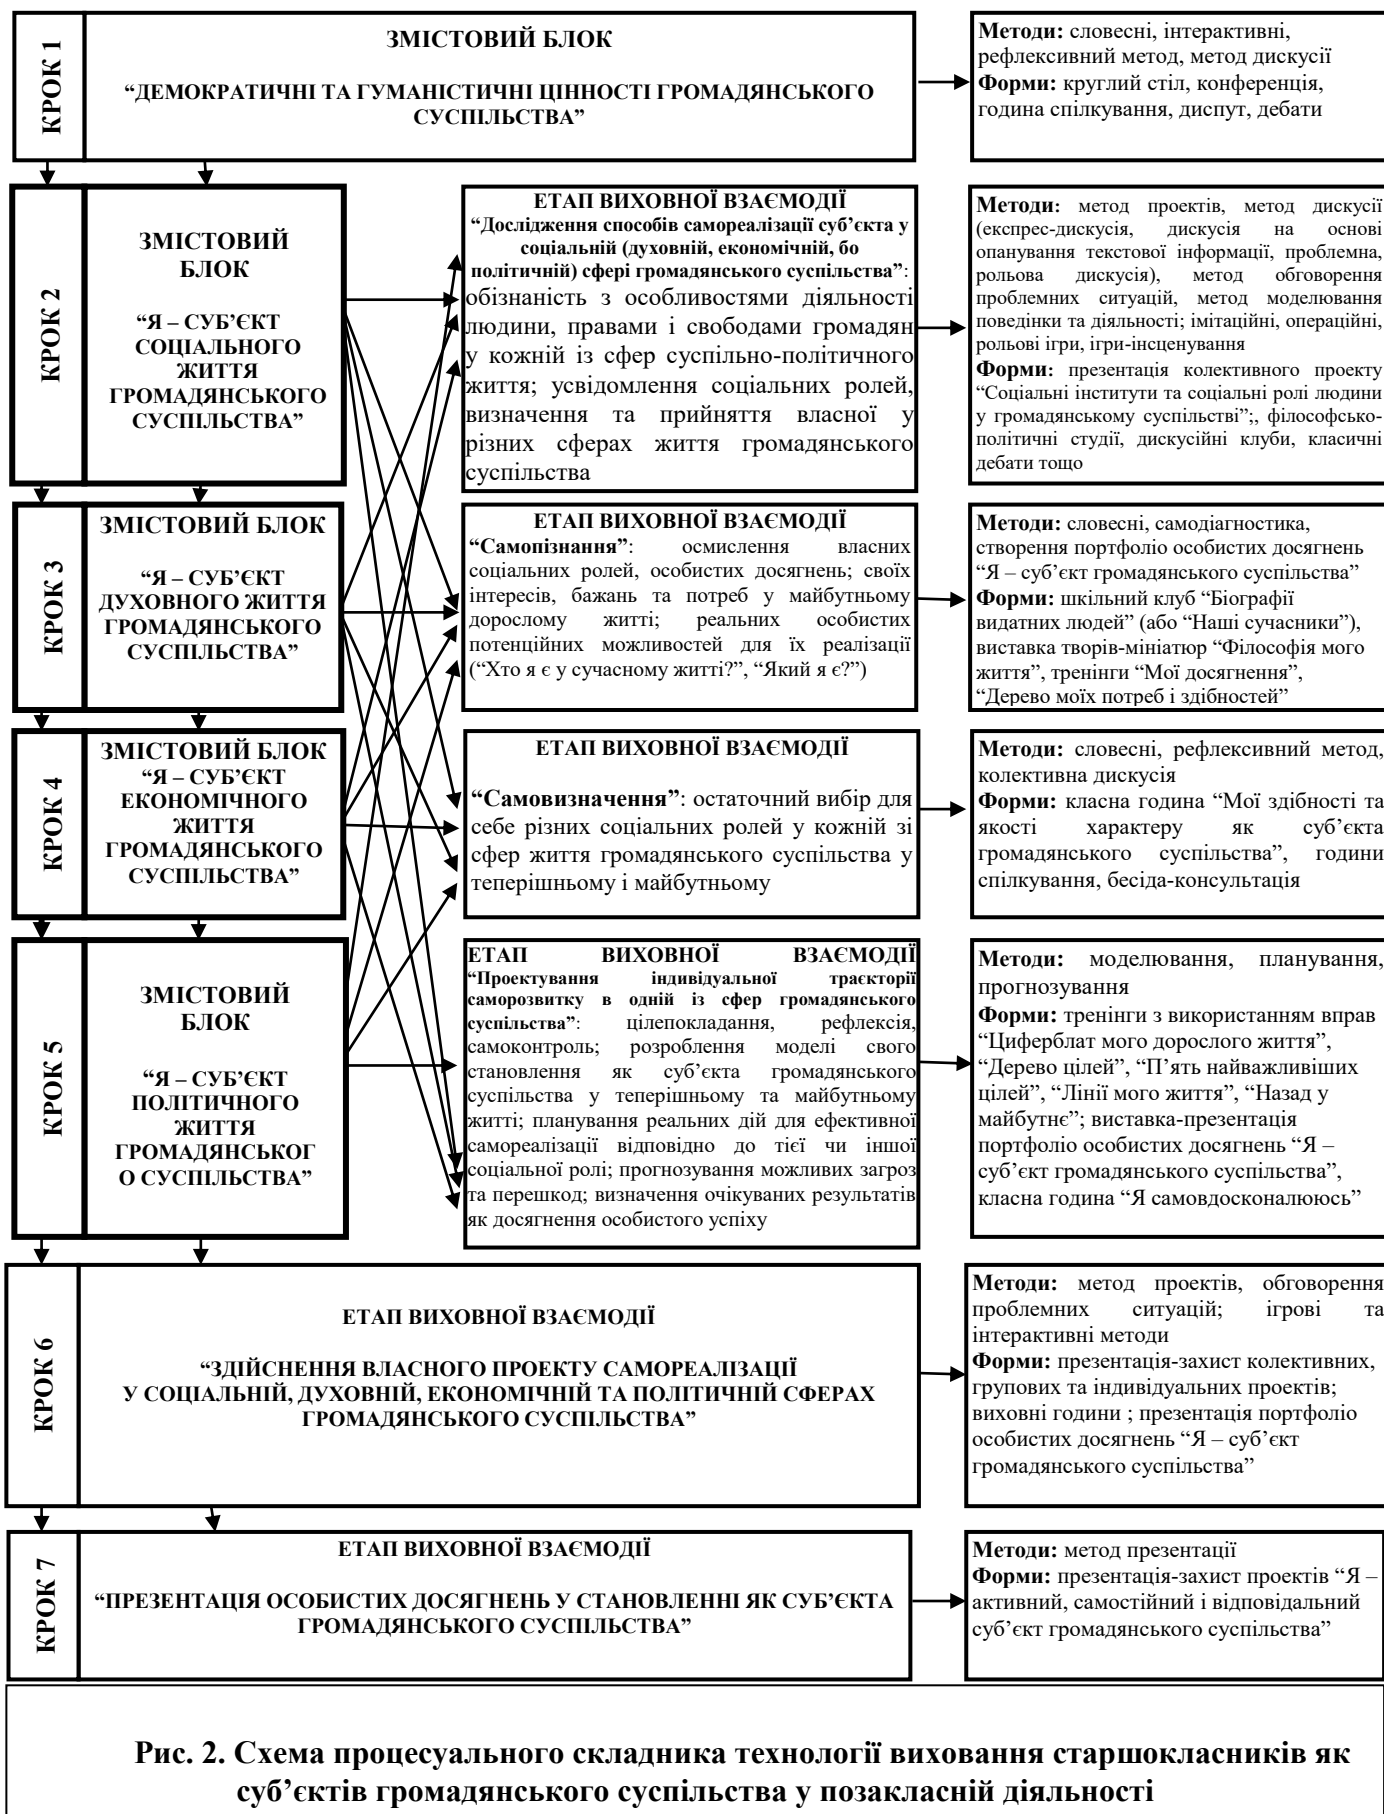 КРОК 1
ЗМІСТОВИЙ БЛОК
“ДЕМОКРАТИЧНІ ТА ГУМАНІСТИЧНІ ЦІННОСТІ ГРОМАДЯНСЬКОГО
СУСПІЛЬСТВА”
Методи: словесні, інтерактивні,
рефлексивний метод, метод дискусії
Форми: круглий стіл, конференція,
година спілкування, диспут, дебати
КРОК 2
ЗМІСТОВИЙ
БЛОК
“Я – СУБ’ЄКТ
СОЦІАЛЬНОГО
ЖИТТЯ
ГРОМАДЯНСЬКОГО
СУСПІЛЬСТВА”
ЕТАП ВИХОВНОЇ ВЗАЄМОДІЇ
“Дослідження способів самореалізації суб’єкта у
соціальній (духовній, економічній, бо
політичній) сфері громадянського суспільства”:
обізнаність з особливостями діяльності
людини, правами і свободами громадян
у кожній із сфер суспільно-політичного
життя; усвідомлення соціальних ролей,
визначення та прийняття власної у
різних сферах життя громадянського
суспільства
Методи: метод проектів, метод дискусії
(експрес-дискусія, дискусія на основі
опанування текстової інформації, проблемна,
рольова дискусія), метод обговорення
проблемних ситуацій, метод моделювання
поведінки та діяльності; імітаційні, операційні,
рольові ігри, ігри-інсценування
Форми: презентація колективного проекту
“Соціальні інститути та соціальні ролі людини
у громадянському суспільстві”;, філософсько-
політичні студії, дискусійні клуби, класичні
дебати тощо
КРОК 3
ЗМІСТОВИЙ БЛОК
“Я – СУБ’ЄКТ
ДУХОВНОГО ЖИТТЯ
ГРОМАДЯНСЬКОГО
СУСПІЛЬСТВА”
ЕТАП ВИХОВНОЇ ВЗАЄМОДІЇ
“Самопізнання”: осмислення власних
соціальних ролей, особистих досягнень; своїх
інтересів, бажань та потреб у майбутньому
дорослому житті; реальних особистих
потенційних можливостей для їх реалізації
(“Хто я є у сучасному житті?”, “Який я є?”)
Методи: словесні, самодіагностика,
створення портфоліо особистих досягнень
“Я – суб’єкт громадянського суспільства”
Форми: шкільний клуб “Біографії
видатних людей” (або “Наші сучасники”),
виставка творів-мініатюр “Філософія мого
життя”, тренінги “Мої досягнення”,
“Дерево моїх потреб і здібностей”
КРОК 4
ЗМІСТОВИЙ БЛОК
“Я – СУБ’ЄКТ
ЕКОНОМІЧНОГО
ЖИТТЯ
ГРОМАДЯНСЬКОГО
СУСПІЛЬСТВА”
ЕТАП ВИХОВНОЇ ВЗАЄМОДІЇ
“Самовизначення”: остаточний вибір для
себе різних соціальних ролей у кожній зі
сфер життя громадянського суспільства у
теперішньому і майбутньому
Методи: словесні, рефлексивний метод,
колективна дискусія
Форми: класна година “Мої здібності та
якості характеру як суб’єкта
громадянського суспільства”, години
спілкування, бесіда-консультація
КРОК 5
ЗМІСТОВИЙ
БЛОК
“Я – СУБ’ЄКТ
ПОЛІТИЧНОГО
ЖИТТЯ
ГРОМАДЯНСЬКОГ
О СУСПІЛЬСТВА”
ЕТАП ВИХОВНОЇ ВЗАЄМОДІЇ
“Проектування індивідуальної траєкторії
саморозвитку в одній із сфер громадянського
суспільства”: цілепокладання, рефлексія,
самоконтроль; розроблення моделі свого
становлення як суб’єкта громадянського
суспільства у теперішньому та майбутньому
житті; планування реальних дій для ефективної
самореалізації відповідно до тієї чи іншої
соціальної ролі; прогнозування можливих загроз
та перешкод; визначення очікуваних результатів
як досягнення особистого успіху
Методи: моделювання, планування,
прогнозування
Форми: тренінги з використанням вправ
“Циферблат мого дорослого життя”,
“Дерево цілей”, “П’ять найважливіших
цілей”, “Лінії мого життя”, “Назад у
майбутнє”; виставка-презентація
портфоліо особистих досягнень “Я –
суб’єкт громадянського суспільства”,
класна година “Я самовдосконалююсь”
КРОК 6
ЕТАП ВИХОВНОЇ ВЗАЄМОДІЇ
“ЗДІЙСНЕННЯ ВЛАСНОГО ПРОЕКТУ САМОРЕАЛІЗАЦІЇ
У СОЦІАЛЬНІЙ, ДУХОВНІЙ, ЕКОНОМІЧНІЙ ТА ПОЛІТИЧНІЙ СФЕРАХ
ГРОМАДЯНСЬКОГО СУСПІЛЬСТВА”
Методи: метод проектів, обговорення
проблемних ситуацій; ігрові та
інтерактивні методи
Форми: презентація-захист колективних,
групових та індивідуальних проектів;
виховні години ; презентація портфоліо
особистих досягнень “Я – суб’єкт
громадянського суспільства”
КРОК 7
ЕТАП ВИХОВНОЇ ВЗАЄМОДІЇ
“ПРЕЗЕНТАЦІЯ ОСОБИСТИХ ДОСЯГНЕНЬ У СТАНОВЛЕННІ ЯК СУБ’ЄКТА
ГРОМАДЯНСЬКОГО СУСПІЛЬСТВА”
Методи: метод презентації
Форми: презентація-захист проектів “Я –
активний, самостійний і відповідальний
суб’єкт громадянського суспільства”
Рис. 2. Схема процесуального складника технології виховання старшокласників як
суб’єктів громадянського суспільства у позакласній діяльності